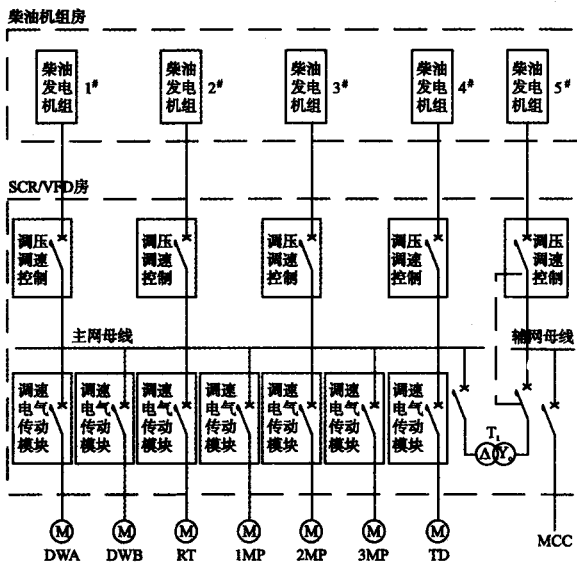 柴油机组房
柴油
发电
机组
1#
柴油
发电
机组
2#
柴油
发电
机组
3#
柴油
发电
机组
4#
柴油
发电
机组
5#
SCR/VFD房
调压
调速
控制
调压
调速
控制
调压
调速
控制
调压
调速
控制
调压
调速
控制
主网母线
辅网母线
调速
电气
传动
模块
调速
电气
传动
模块
调速
电气
传动
模块
调速
电气
传动
模块
调速
电气
传动
模块
调速
电气
传动
模块
调速
电气
传动
模块
T1
Δ
Yo
M
M
M
M
M
M
M
DWA
DWB
RT
1MP
2MP
3MP
TD
MCC